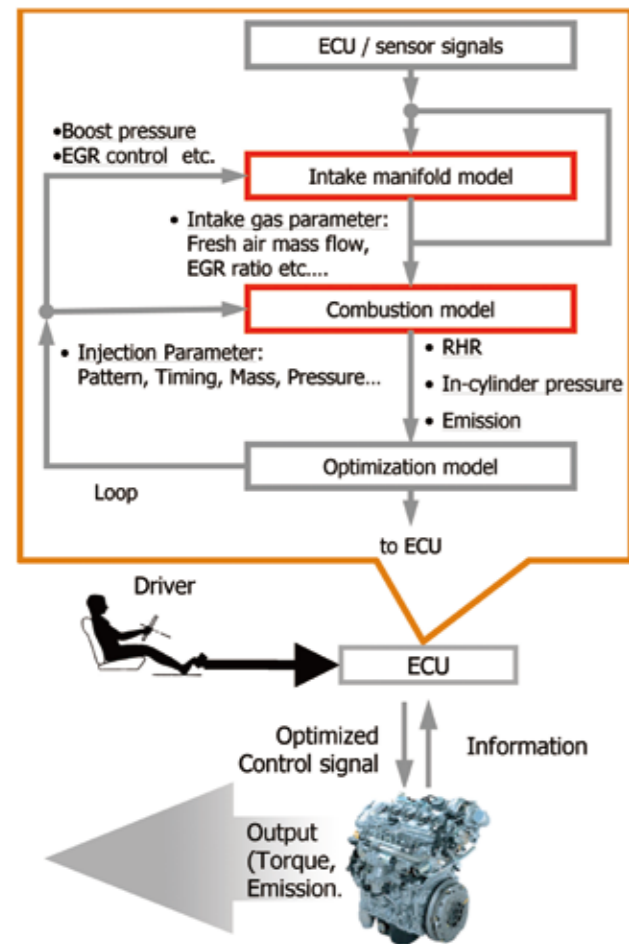 ECU / sensor signals
•Boost pressure
•EGR control etc.
Intake manifold model
• Intake gas parameter:
Fresh air mass flow,
EGR ratio etc....
Combustion model
• Injection Parameter:
Pattern, Timing, Mass, Pressure...
• RHR
• In-cylinder pressure
• Emission
Optimization model
Loop
to ECU
Driver
ECU
Optimized
Control signal
Information
Output
(Torque,
Emission.